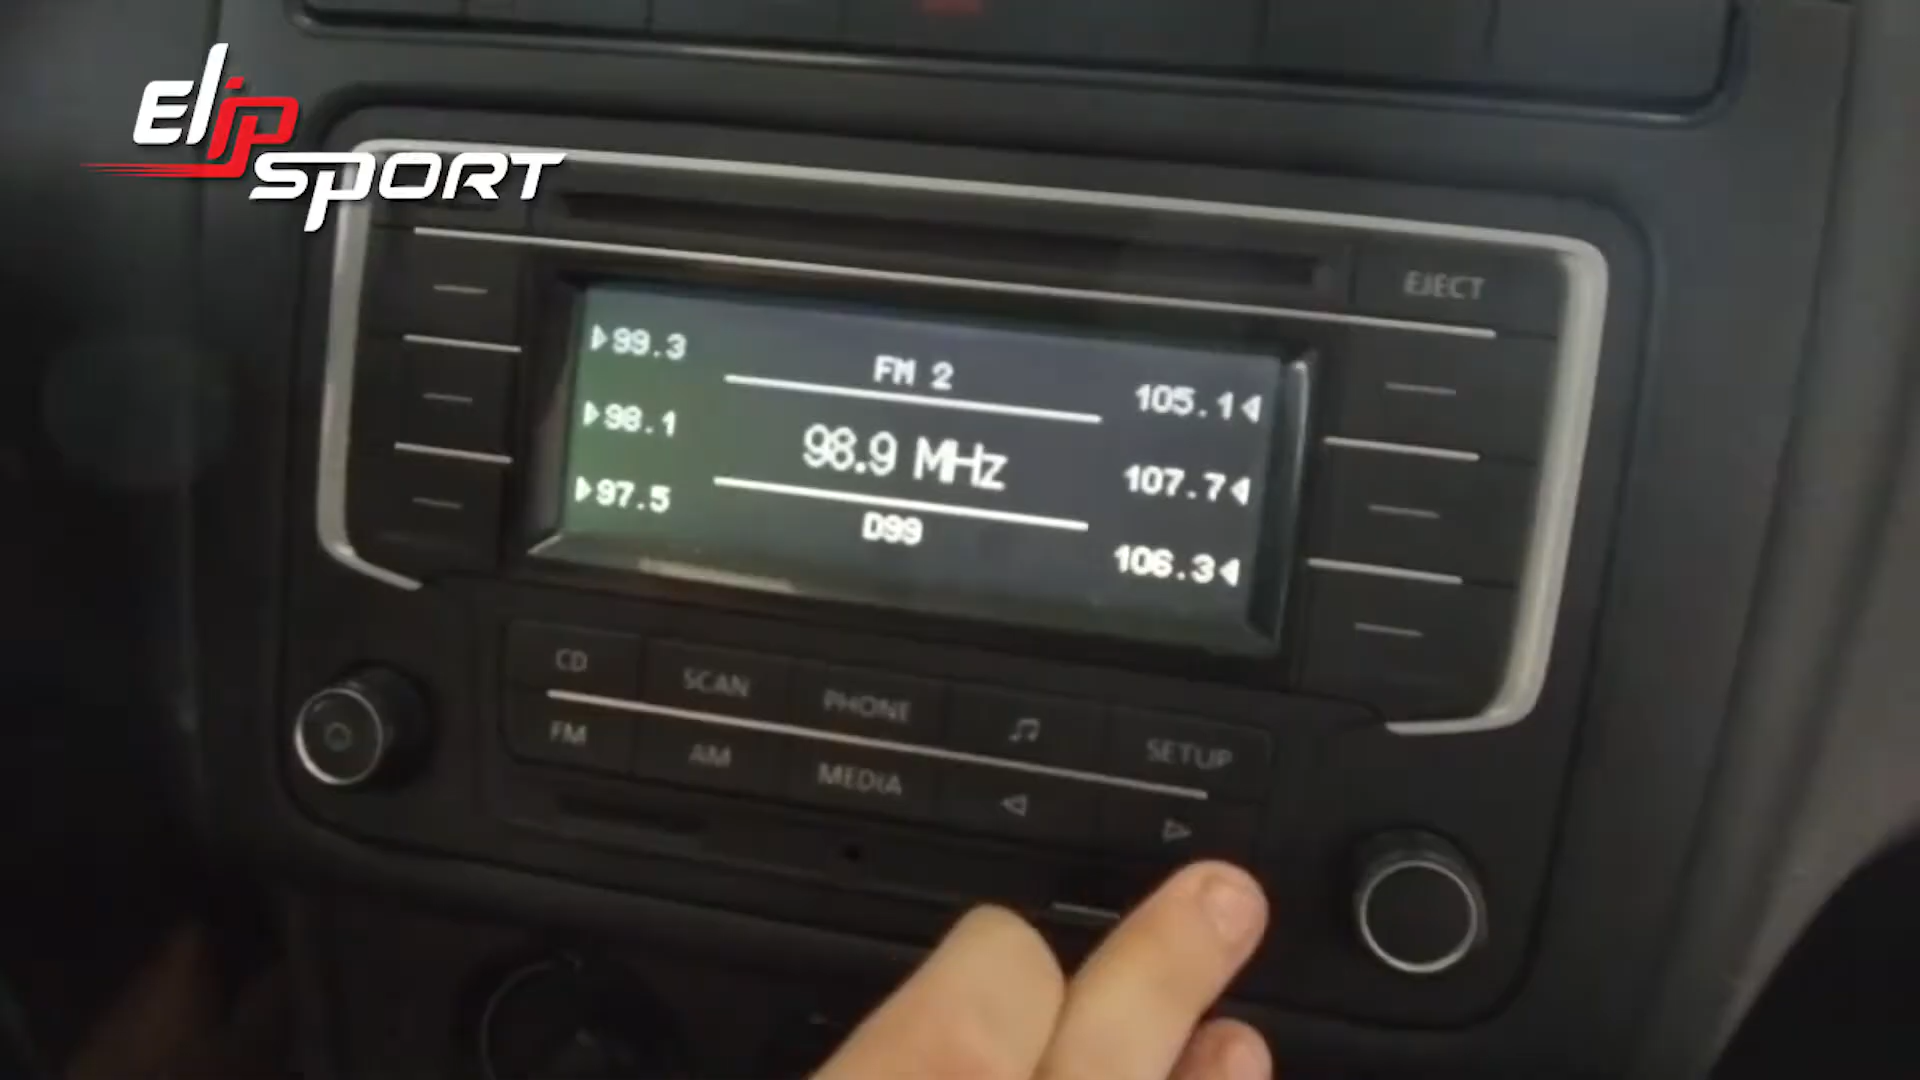 Elip
SPORT
EJECT
99.3
FM 2
105.1
98.1
98.9 MHz
107.7
97.5
D99
106.3
CD
SCAN
PHONE
SETUP
FM
AM
MEDIA